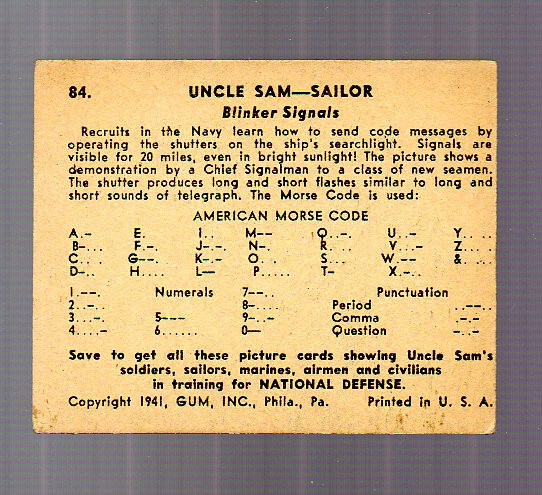 84. UNCLE SAM—SAILOR
Blinker Signals
Recruits in the Navy learn how to send code messages by
operating the shutters on the ship's searchlight. Signals are
visible for 20 miles, even in bright sunlight! The picture shows a
demonstration by a Chief Signalman to a class of new seamen.
The shutter produces long and short flashes similar to long and
short sounds of telegraph. The Morse Code is used:
AMERICAN MORSE CODE
A.- E. I.. M-- Q..-. U..- Y.. ..
B-... F.-. J-.-. N-. R. .. V...- Z... .
C.. . G--. K-.- O. . S... W.-- &. ...
D-.. H.... L— P..... T- X.-..
1.--. Numerals 7--.. Punctuation
2..-.. 8-.... Period ..--..
3...-. 5--- 9-..- Comma .-.-
4....- 6...... 0— Question -..-.
Save to get all these picture cards showing Uncle Sam's
soldiers, sailors, marines, airmen and civilians
in training for NATIONAL DEFENSE.
Copyright 1941, GUM, INC., Phila., Pa. Printed in U. S. A.